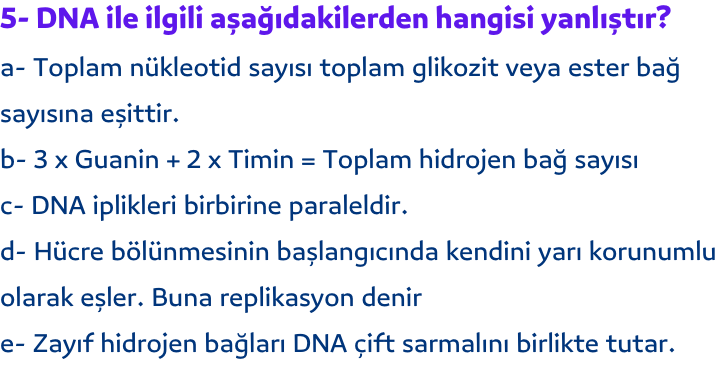 5- DNA ile ilgili aşağıdakilerden hangisi yanlıştır?
a- Toplam nükleotid sayısı toplam glikozit veya ester bağ
sayısına eşittir.
b- 3 x Guanin + 2 x Timin = Toplam hidrojen bağ sayısı
c- DNA iplikleri birbirine paraleldir.
d- Hücre bölünmesinin başlangıcında kendini yarı korunumlu
olarak eşler. Buna replikasyon denir
e- Zayıf hidrojen bağları DNA çift sarmalını birlikte tutar.